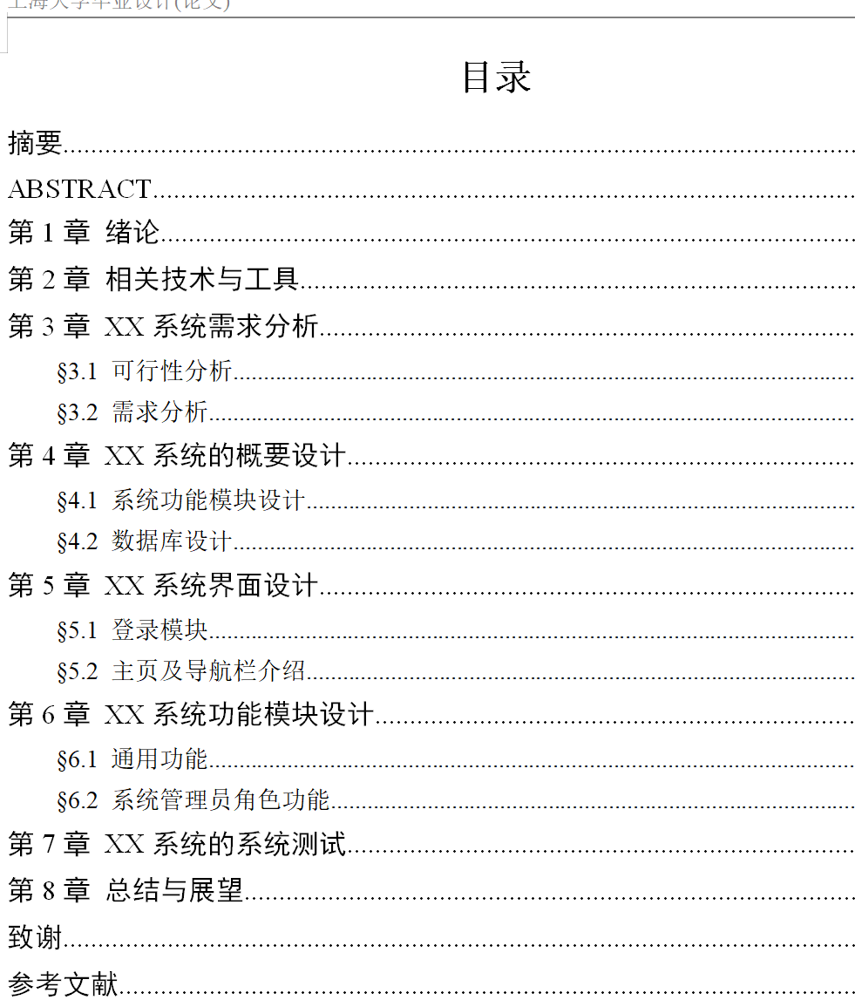 上海大学毕业设计(论文)
目录
摘要
ABSTRACT
第 1 章 绪论
第 2 章 相关技术与工具
第 3 章 XX 系统需求分析
§3.1 可行性分析
§3.2 需求分析
第 4 章 XX 系统的概要设计
§4.1 系统功能模块设计
§4.2 数据库设计
第 5 章 XX 系统界面设计
§5.1 登录模块
§5.2 主页及导航栏介绍
第 6 章 XX 系统功能模块设计
§6.1 通用功能
§6.2 系统管理员角色功能
第 7 章 XX 系统的系统测试
第 8 章 总结与展望
致谢
参考文献